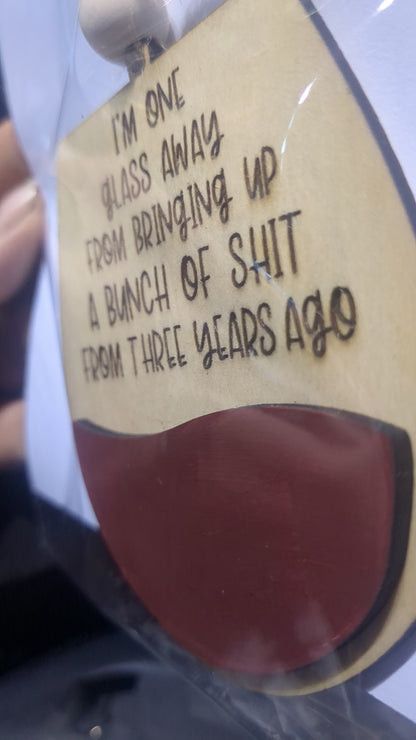 I'M ONE
GLASS AWAY
FROM BRINGING UP
A BUNCH OF SHIT
FROM THREE YEARS AGO